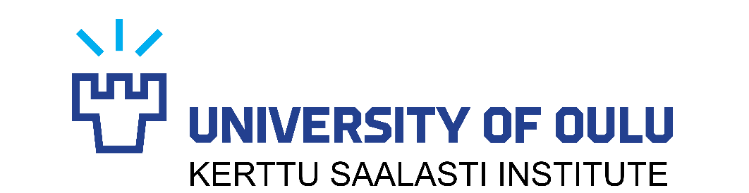 UNIVERSITY OF OULU
KERTTU SAALASTI INSTITUTE